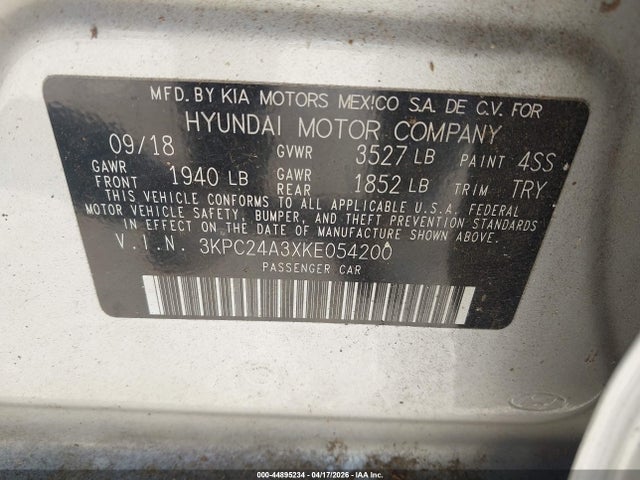 MFD. BY KIA MOTORS MEXICO S.A. DE C.V. FOR
HYUNDAI MOTOR COMPANY
09/18 GVWR 3527 LB PAINT 4SS
GAWR FRONT 1940 LB GAWR REAR 1852 LB TRIM TRY
THIS VEHICLE CONFORMS TO ALL APPLICABLE U.S.A. FEDERAL
MOTOR VEHICLE SAFETY, BUMPER, AND THEFT PREVENTION STANDARDS
IN EFFECT ON THE DATE OF MANUFACTURE SHOWN ABOVE.
V.I.N. 3KPC24A3XKE054200
PASSENGER CAR
000-44895234 | 04/17/2026 | IAA Inc.